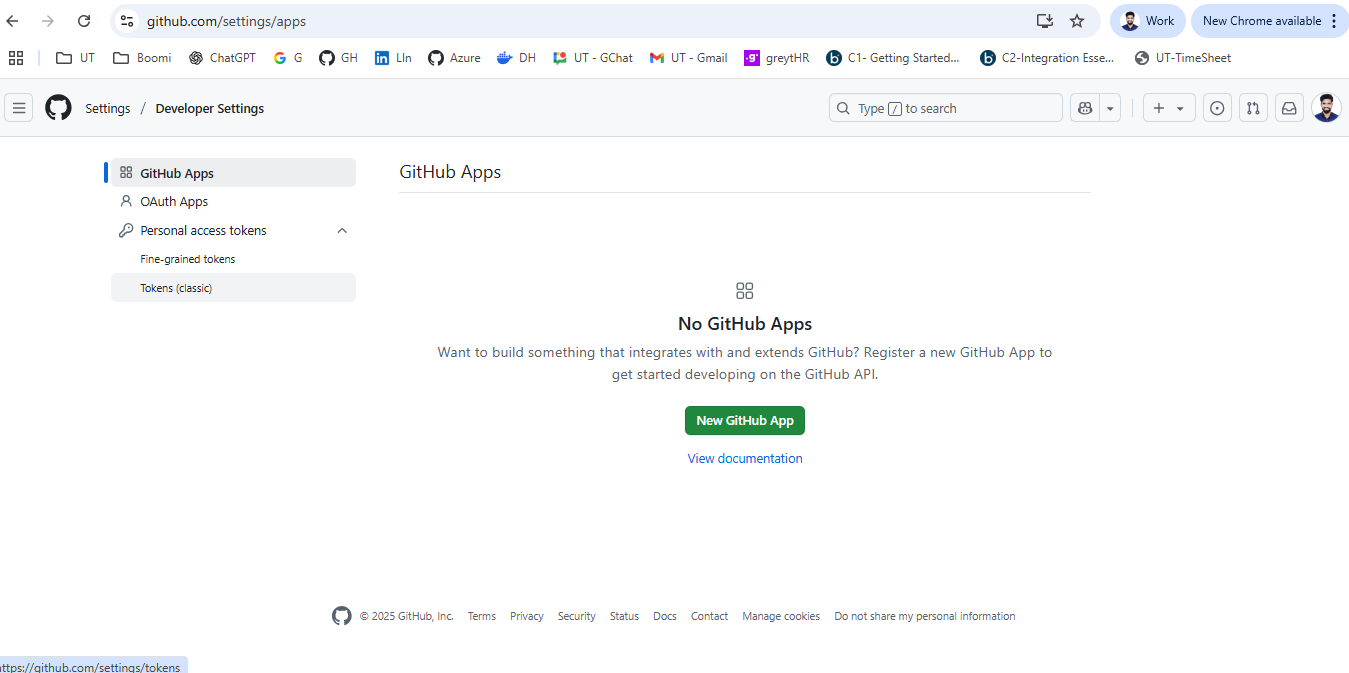 github.com/settings/apps
Work
New Chrome available
UT
Boomi
ChatGPT
G
GH
LIn
Azure
DH
UT - GChat
UT - Gmail
greytHR
C1- Getting Started...
C2-Integration Esse...
UT-TimeSheet
Settings / Developer Settings
Type / to search
GitHub Apps
OAuth Apps
Personal access tokens
Fine-grained tokens
Tokens (classic)
GitHub Apps
No GitHub Apps
Want to build something that integrates with and extends GitHub? Register a new GitHub App to
get started developing on the GitHub API.
New GitHub App
View documentation
© 2025 GitHub, Inc.
Terms
Privacy
Security
Status
Docs
Contact
Manage cookies
Do not share my personal information
https://github.com/settings/tokens